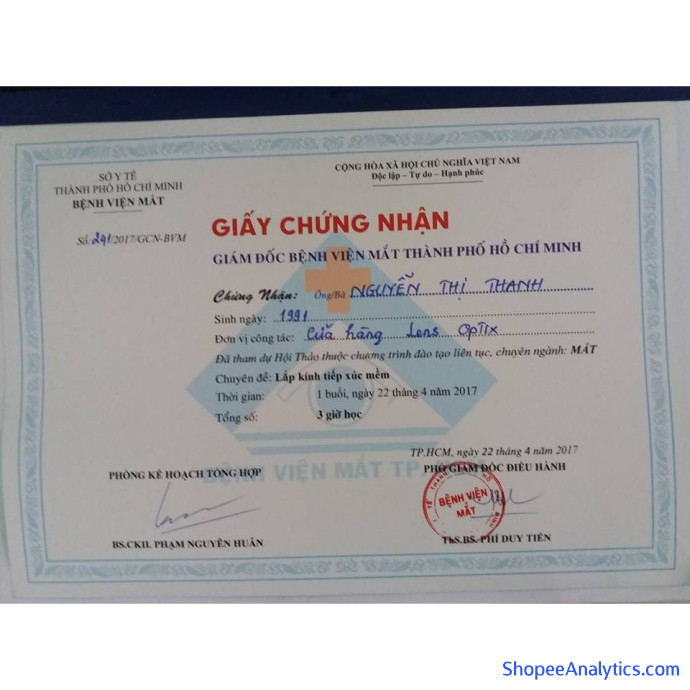 SỞ Y TẾ
THÀNH PHỐ HỒ CHÍ MINH
BỆNH VIỆN MẮT
Số: 241/2017/GCN-BVM
CỘNG HÒA XÃ HỘI CHỦ NGHĨA VIỆT NAM
Độc lập – Tự do – Hạnh phúc
GIẤY CHỨNG NHẬN
GIÁM ĐỐC BỆNH VIỆN MẮT THÀNH PHỐ HỒ CHÍ MINH
Chứng Nhận: Ông/Bà NGUYỄN THỊ THANH
Sinh ngày: 1991
Đơn vị công tác: Cửa hàng Lens OpTix
Đã tham dự Hội Thảo thuộc chương trình đào tạo liên tục, chuyên ngành: MẮT
Chuyên đề: Lắp kính tiếp xúc mềm
Thời gian: 1 buổi, ngày 22 tháng 4 năm 2017
Tổng số: 3 giờ học
BỆNH VIỆN MẮT TP.
TP.HCM, ngày 22 tháng 4 năm 2017
PHÒNG KẾ HOẠCH TỔNG HỢP
PHÓ GIÁM ĐỐC ĐIỀU HÀNH
BỆNH VIỆN
MẮT
BS.CKII. PHẠM NGUYÊN HUÂN
ThS.BS. PHÍ DUY TIẾN
ShopeeAnalytics.com